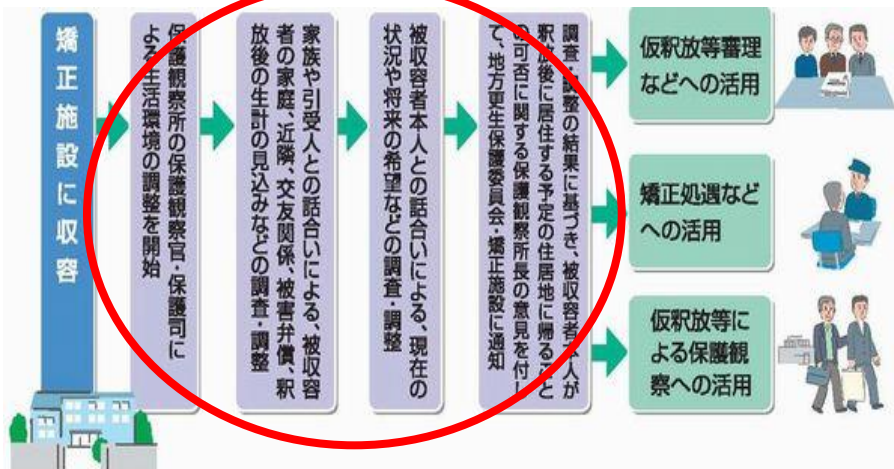 矯正施設に収容
保護観察所の保護観察官・保護司に
よる生活環境の調整を開始
家族や引受人との話合いによる、被収容
者の家庭、近隣、交友関係、被害弁償、釈
放後の生計の見込みなどの調査・調整
被収容者本人との話合いによる、現在の
状況や将来の希望などの調査・調整
調査・調整の結果に基づき、被収容者本人が
釈放後に居住する予定の住居地に帰ること
の可否に関する保護観察所長の意見を付し
て、地方更生保護委員会・矯正施設に通知
仮釈放等審理
などへの活用
矯正処遇など
への活用
仮釈放等に
よる保護観
察への活用